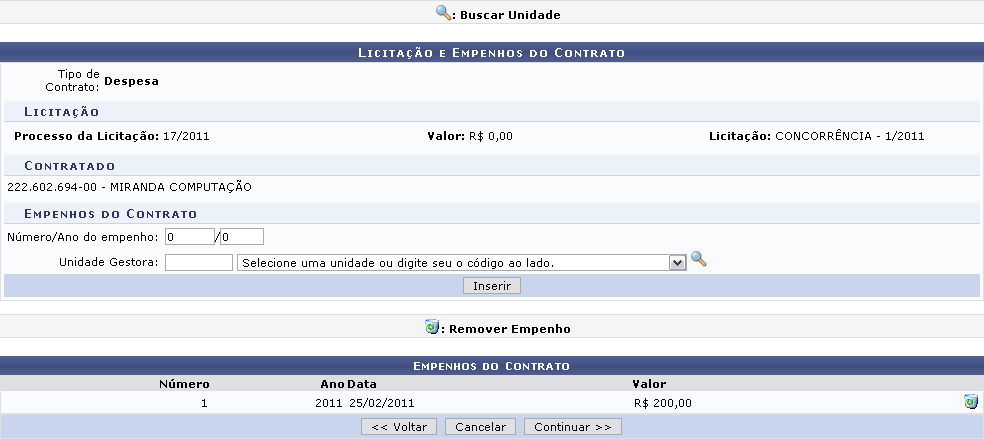 : Buscar Unidade
Licitação e Empenhos do Contrato
Tipo de
Contrato: Despesa
Licitação
Processo da Licitação: 17/2011 Valor: R$ 0,00 Licitação: CONCORRÊNCIA - 1/2011
Contratado
222.602.694-00 - MIRANDA COMPUTAÇÃO
Empenhos do Contrato
Número/Ano do empenho: 0 / 0
Unidade Gestora: Selecione uma unidade ou digite seu o código ao lado.
Inserir
: Remover Empenho
Empenhos do Contrato
Número Ano Data Valor
1 2011 25/02/2011 R$ 200,00
<< Voltar Cancelar Continuar >>